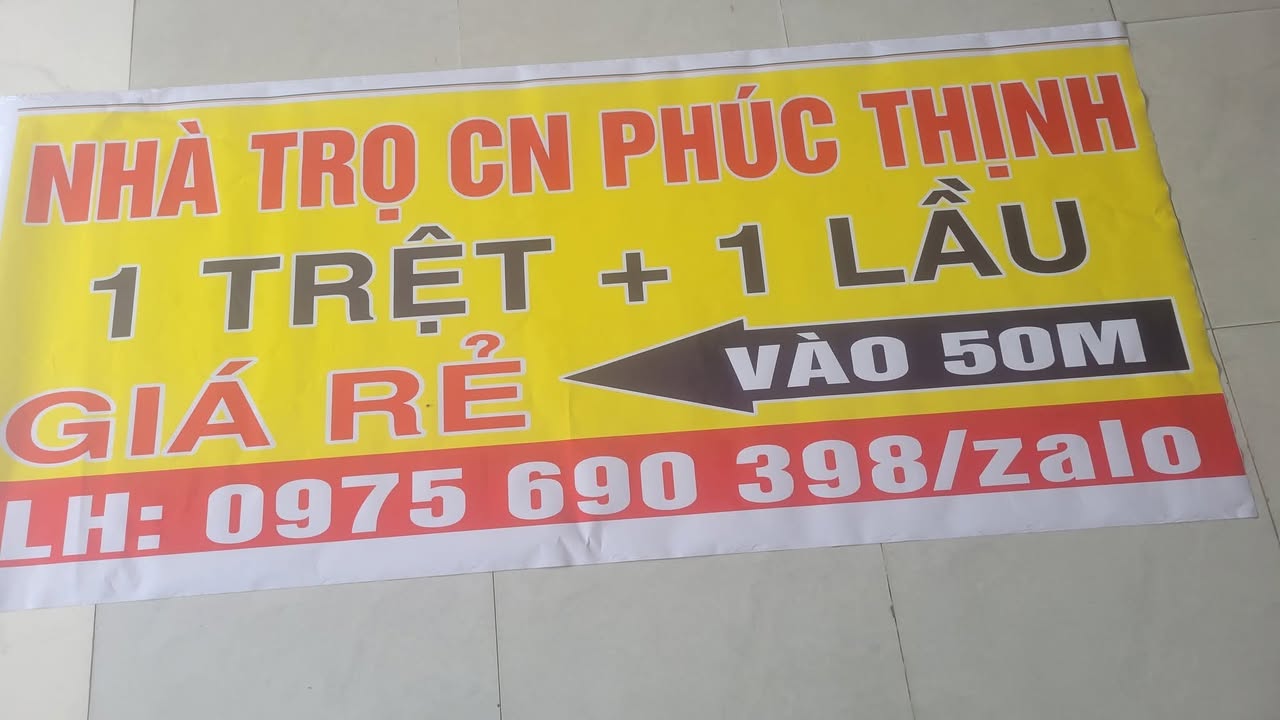 NHÀ TRỌ CN PHÚC THỊNH
1 TRỆT + 1 LẦU
GIÁ RẺ
VÀO 50M
LH: 0975 690 398/zalo